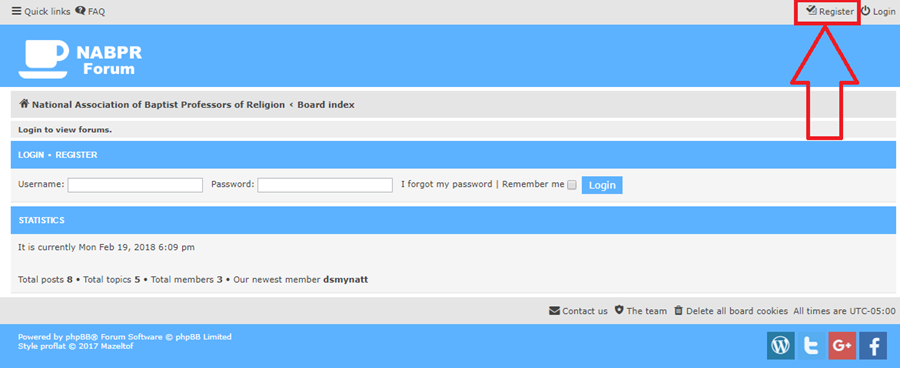 Quick links FAQ Register Login
NABPR
Forum
National Association of Baptist Professors of Religion ‹ Board index
Login to view forums.
LOGIN • REGISTER
Username: Password: I forgot my password | Remember me Login
STATISTICS
It is currently Mon Feb 19, 2018 6:09 pm
Total posts 8 • Total topics 5 • Total members 3 • Our newest member dsmynatt
Contact us The team Delete all board cookies All times are UTC-05:00
Powered by phpBB® Forum Software © phpBB Limited
Style proflat © 2017 Mazeltof